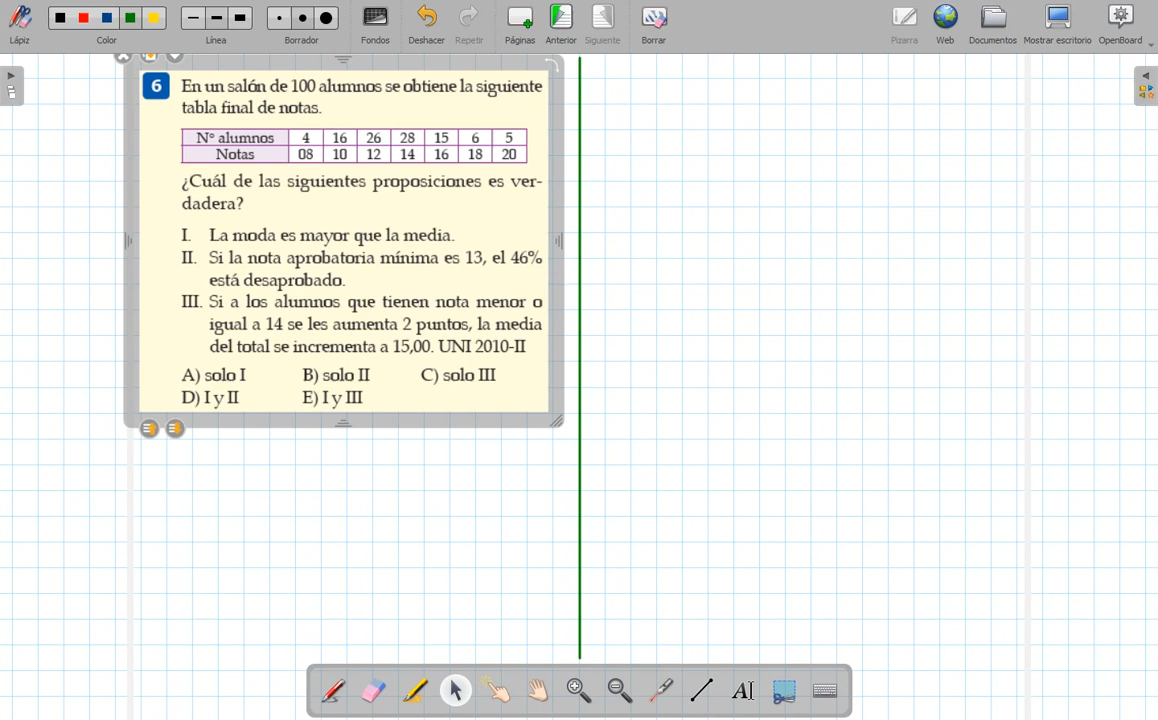 Lápiz
Color
Línea
Borrador
Fondos
Deshacer
Repetir
Páginas
Anterior
Siguiente
Borrar
Pizarra
Web
Documentos
Mostrar escritorio
OpenBoard
6 En un salón de 100 alumnos se obtiene la siguiente
tabla final de notas.
N° alumnos 4 16 26 28 15 6 5
Notas 08 10 12 14 16 18 20
¿Cuál de las siguientes proposiciones es ver-
dadera?
I. La moda es mayor que la media.
II. Si la nota aprobatoria mínima es 13, el 46%
está desaprobado.
III. Si a los alumnos que tienen nota menor o
igual a 14 se les aumenta 2 puntos, la media
del total se incrementa a 15,00. UNI 2010-II
A) solo I B) solo II C) solo III
D) I y II E) I y III